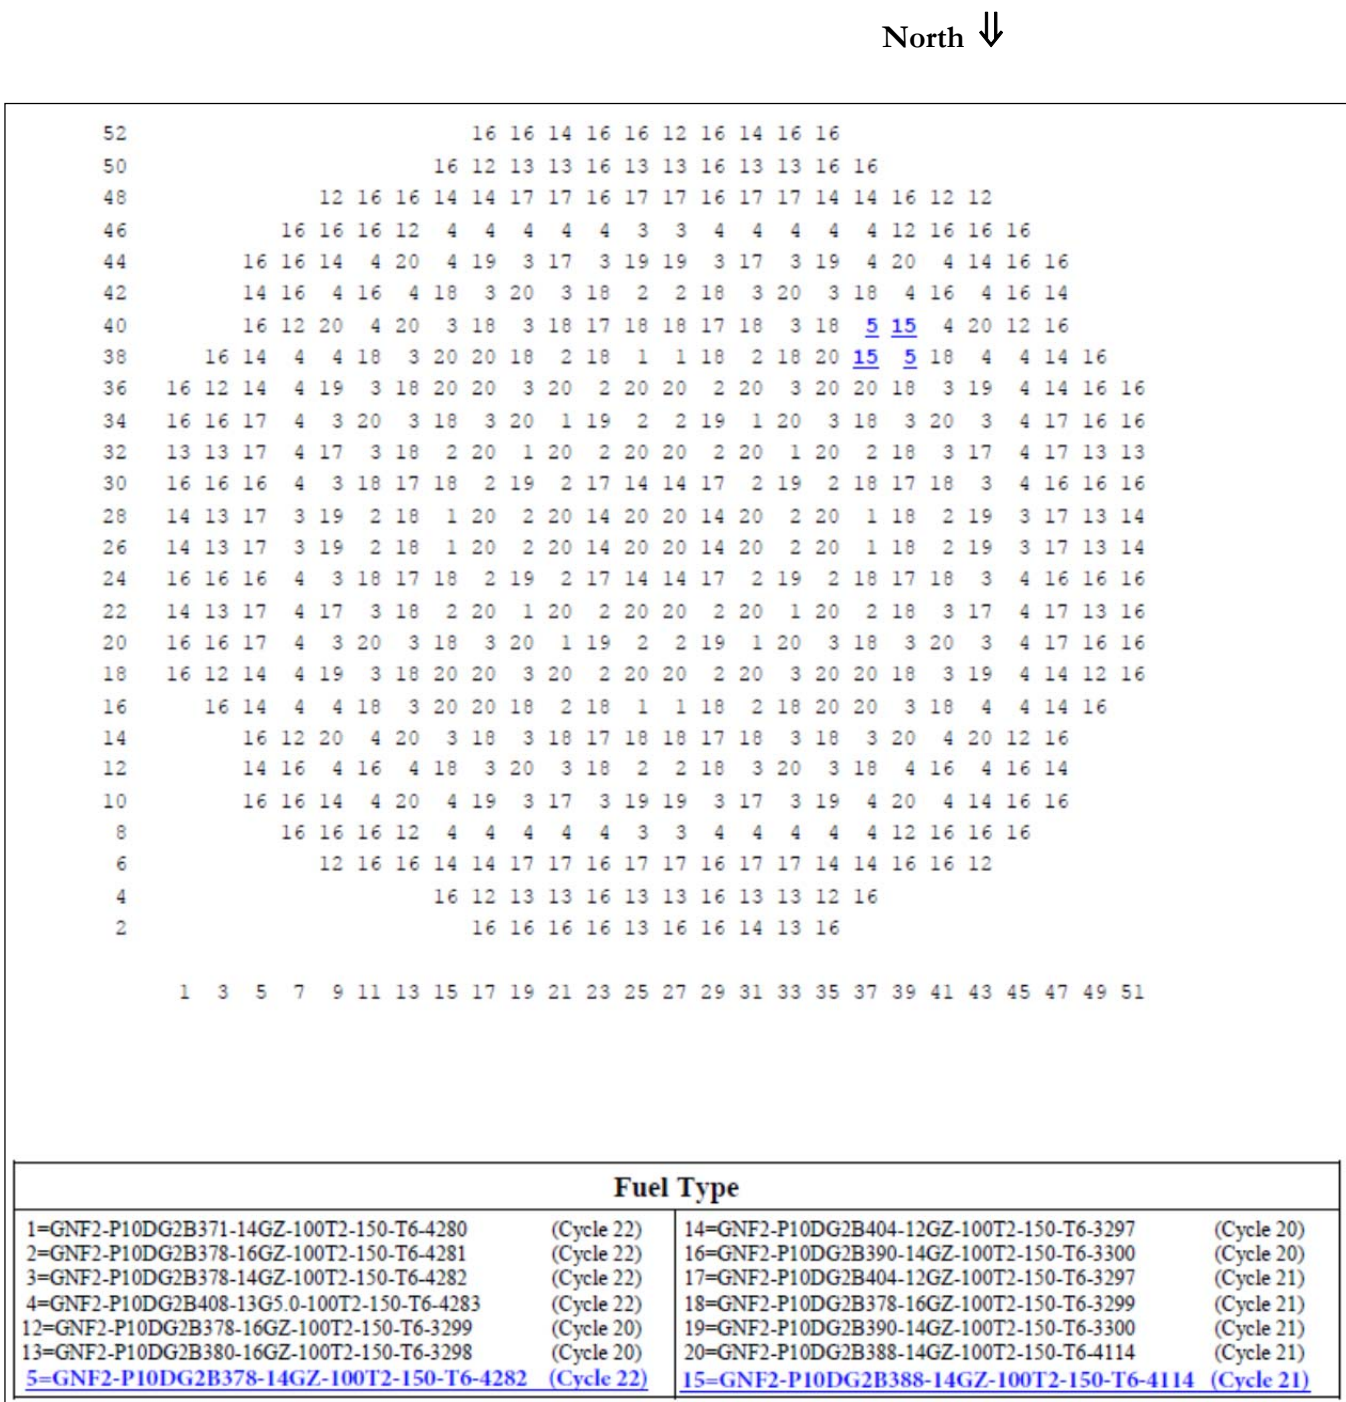 North ⇓
52 16 16 14 16 16 12 16 14 16 16
50 16 12 13 13 16 13 13 16 13 13 16 16
48 12 16 16 14 14 17 17 16 17 17 16 17 17 14 14 16 12 12
46 16 16 16 12 4 4 4 4 4 3 3 4 4 4 4 4 12 16 16 16
44 16 16 14 4 20 4 19 3 17 3 19 19 3 17 3 19 4 20 4 14 16 16
42 14 16 4 16 4 18 3 20 3 18 2 2 18 3 20 3 18 4 16 4 16 14
40 16 12 20 4 20 3 18 3 18 17 18 18 17 18 3 18 5 15 4 20 12 16
38 16 14 4 4 18 3 20 20 18 2 18 1 1 18 2 18 20 15 5 18 4 4 14 16
36 16 12 14 4 19 3 18 20 20 3 20 2 20 20 2 20 3 20 20 18 3 19 4 14 16 16
34 16 16 17 4 3 20 3 18 3 20 1 19 2 2 19 1 20 3 18 3 20 3 4 17 16 16
32 13 13 17 4 17 3 18 2 20 1 20 2 20 20 2 20 1 20 2 18 3 17 4 17 13 13
30 16 16 16 4 3 18 17 18 2 19 2 17 14 14 17 2 19 2 18 17 18 3 4 16 16 16
28 14 13 17 3 19 2 18 1 20 2 20 14 20 20 14 20 2 20 1 18 2 19 3 17 13 14
26 14 13 17 3 19 2 18 1 20 2 20 14 20 20 14 20 2 20 1 18 2 19 3 17 13 14
24 16 16 16 4 3 18 17 18 2 19 2 17 14 14 17 2 19 2 18 17 18 3 4 16 16 16
22 14 13 17 4 17 3 18 2 20 1 20 2 20 20 2 20 1 20 2 18 3 17 4 17 13 16
20 16 16 17 4 3 20 3 18 3 20 1 19 2 2 19 1 20 3 18 3 20 3 4 17 16 16
18 16 12 14 4 19 3 18 20 20 3 20 2 20 20 2 20 3 20 20 18 3 19 4 14 12 16
16 16 14 4 4 18 3 20 20 18 2 18 1 1 18 2 18 20 20 3 18 4 4 14 16
14 16 12 20 4 20 3 18 3 18 17 18 18 17 18 3 18 3 20 4 20 12 16
12 14 16 4 16 4 18 3 20 3 18 2 2 18 3 20 3 18 4 16 4 16 14
10 16 16 14 4 20 4 19 3 17 3 19 19 3 17 3 19 4 20 4 14 16 16
8 16 16 16 12 4 4 4 4 4 3 3 4 4 4 4 4 12 16 16 16
6 12 16 16 14 14 17 17 16 17 17 16 17 17 14 14 16 16 12
4 16 12 13 13 16 13 13 16 13 13 12 16
2 16 16 16 16 13 16 16 14 13 16
1 3 5 7 9 11 13 15 17 19 21 23 25 27 29 31 33 35 37 39 41 43 45 47 49 51
Fuel Type
1=GNF2-P10DG2B371-14GZ-100T2-150-T6-4280 (Cycle 22) 14=GNF2-P10DG2B404-12GZ-100T2-150-T6-3297 (Cycle 20)
2=GNF2-P10DG2B378-16GZ-100T2-150-T6-4281 (Cycle 22) 16=GNF2-P10DG2B390-14GZ-100T2-150-T6-3300 (Cycle 20)
3=GNF2-P10DG2B378-14GZ-100T2-150-T6-4282 (Cycle 22) 17=GNF2-P10DG2B404-12GZ-100T2-150-T6-3297 (Cycle 21)
4=GNF2-P10DG2B408-13G5.0-100T2-150-T6-4283 (Cycle 22) 18=GNF2-P10DG2B378-16GZ-100T2-150-T6-3299 (Cycle 21)
12=GNF2-P10DG2B378-16GZ-100T2-150-T6-3299 (Cycle 20) 19=GNF2-P10DG2B390-14GZ-100T2-150-T6-3300 (Cycle 21)
13=GNF2-P10DG2B380-16GZ-100T2-150-T6-3298 (Cycle 20) 20=GNF2-P10DG2B388-14GZ-100T2-150-T6-4114 (Cycle 21)
5=GNF2-P10DG2B378-14GZ-100T2-150-T6-4282 (Cycle 22) 15=GNF2-P10DG2B388-14GZ-100T2-150-T6-4114 (Cycle 21)